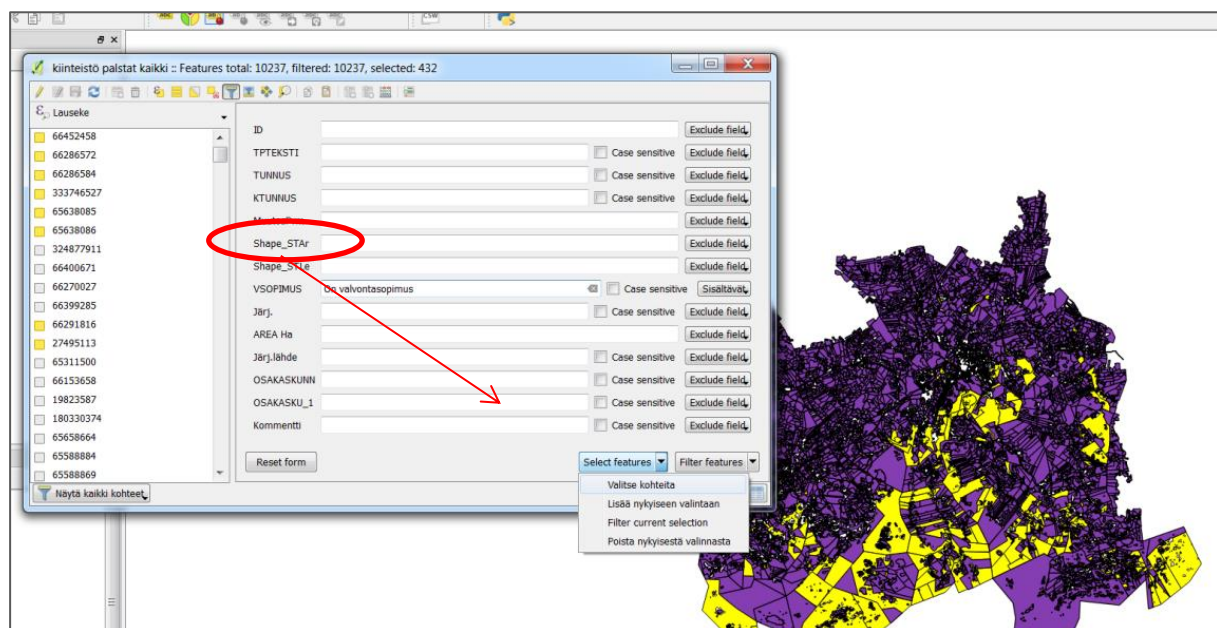 CSW
kiinteistö palstat kaikki :: Features total: 10237, filtered: 10237, selected: 432
Lauseke
66452458
66286572
66286584
333746527
65638085
65638086
324877911
66400671
66270027
66399285
66291816
27495113
65311500
66153658
19823587
180330374
65658664
65588884
65588869
Näytä kaikki kohteet
ID Exclude field
TPTEKSTI Case sensitive Exclude field
TUNNUS Case sensitive Exclude field
KTUNNUS Case sensitive Exclude field
Exclude field
Shape_STAr Exclude field
Shape_STLe Exclude field
VSOPIMUS On valvontasopimus Case sensitive Sisältävät
Järj. Case sensitive Exclude field
AREA Ha Exclude field
Järj.lähde Case sensitive Exclude field
OSAKASKUNN Case sensitive Exclude field
OSAKASKU_1 Case sensitive Exclude field
Kommentti Case sensitive Exclude field
Reset form Select features Filter features
Valitse kohteita
Lisää nykyiseen valintaan
Filter current selection
Poista nykyisestä valinnasta